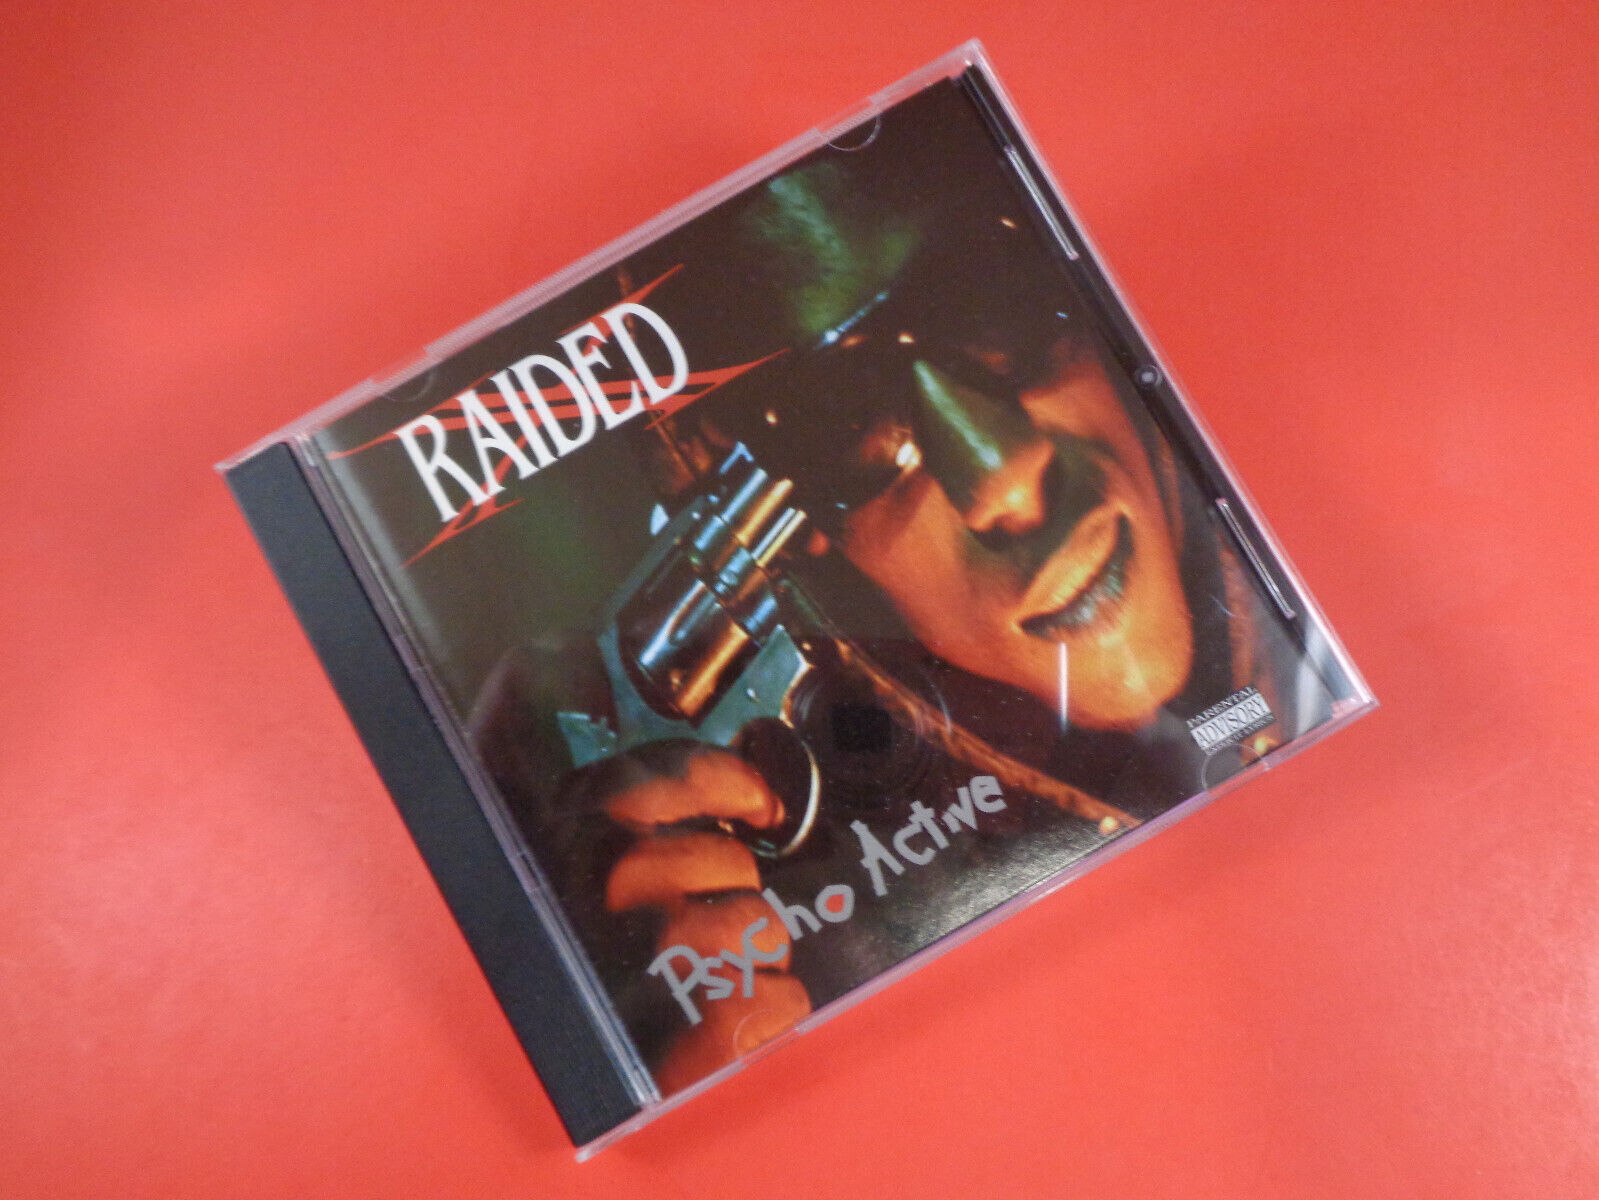 RAIDED
PARENTAL
ADVISORY
Psycho Active